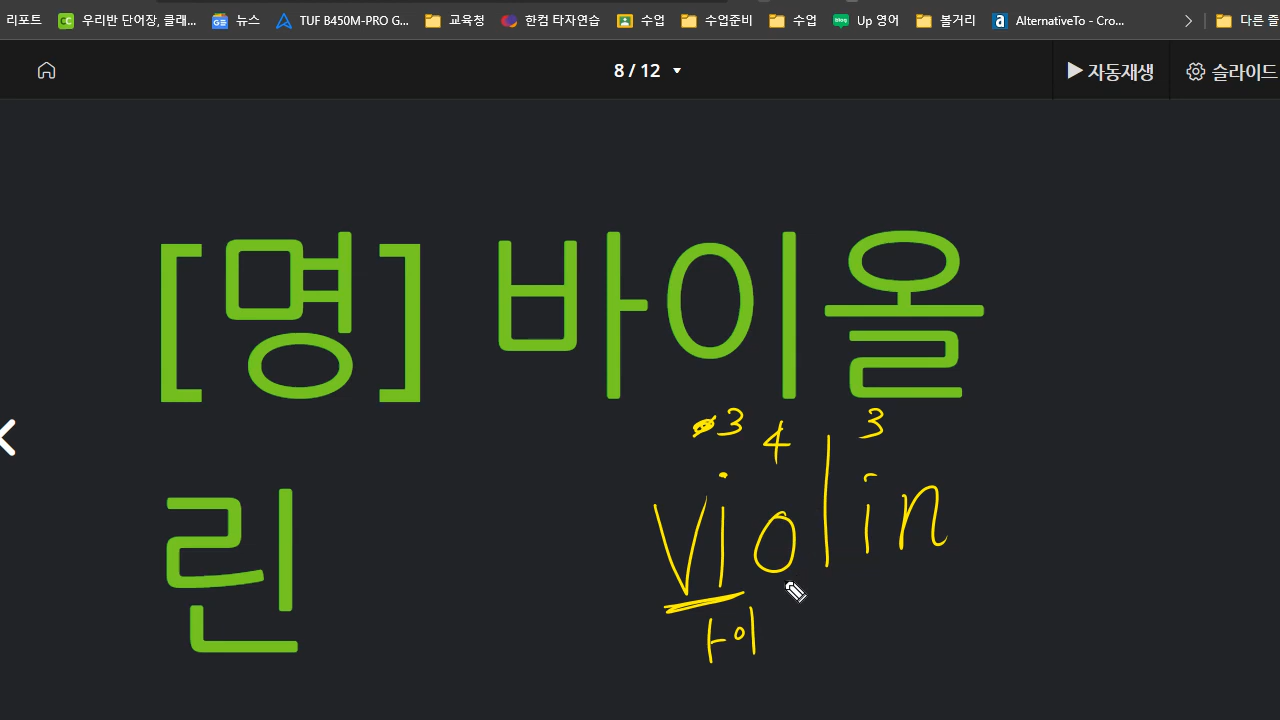 리포트 우리반 단어장, 클래... 뉴스 TUF B450M-PRO G... 교육청 한컴 타자연습 수업 수업준비 수업 Up 영어 볼거리 AlternativeTo - Cro... 다른 즐
8 / 12 자동재생 슬라이드
[명] 바이올
린
3 4 3
violin
ㅏ이